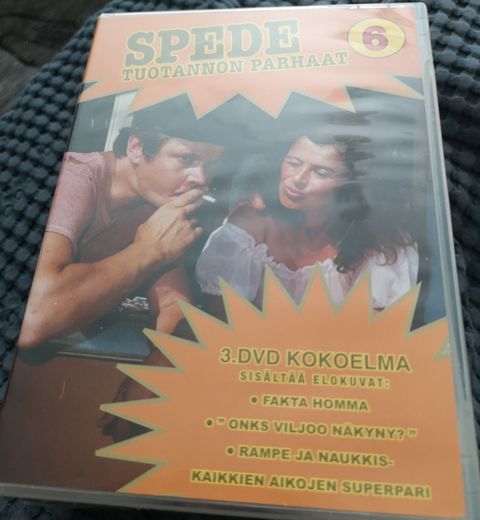 SPEDE
6
TUOTANNON PARHAAT
3.DVD KOKOELMA
SISÄLTÄÄ ELOKUVAT:
• FAKTA HOMMA
• " ONKS VILJOO NÄKYNY? "
• RAMPE JA NAUKKIS-
KAIKKIEN AIKOJEN SUPERPARI